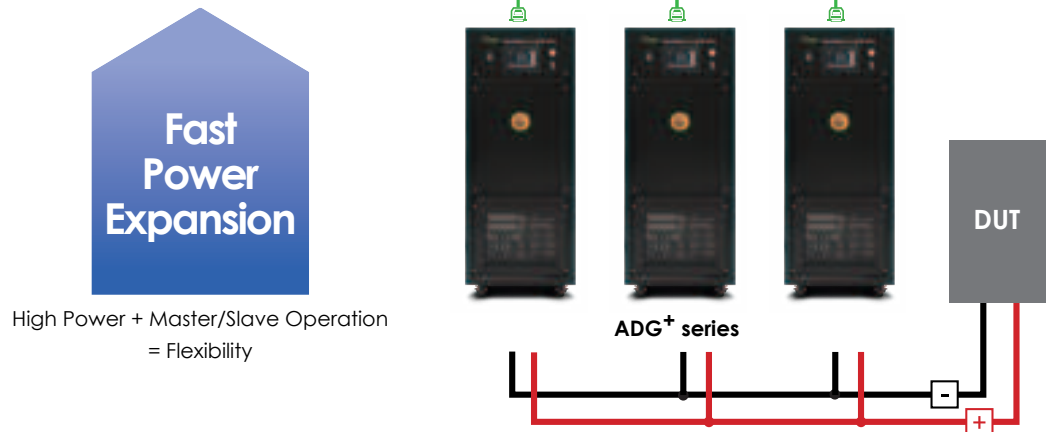 Fast
Power
Expansion
High Power + Master/Slave Operation
= Flexibility
ADG+ series
DUT
-
+